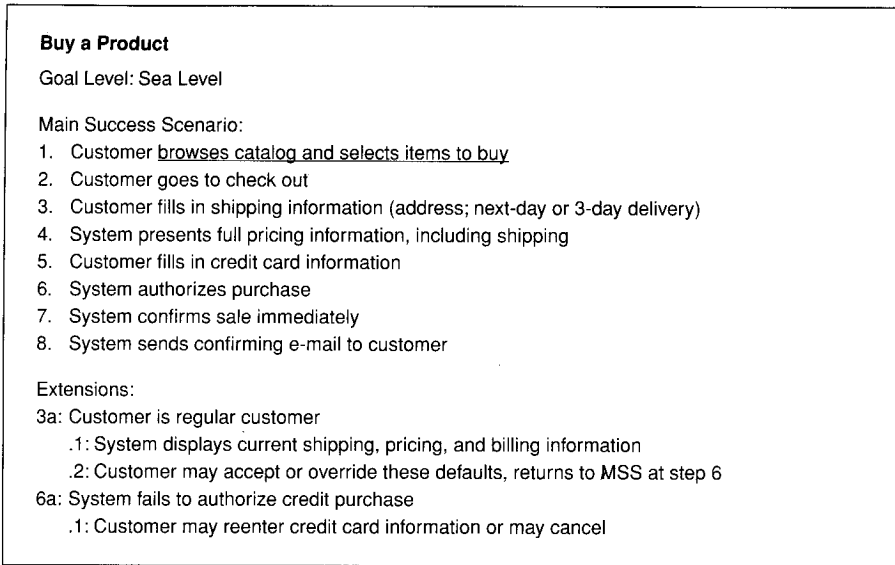 Buy a Product
Goal Level: Sea Level
Main Success Scenario:
1. Customer browses catalog and selects items to buy
2. Customer goes to check out
3. Customer fills in shipping information (address; next-day or 3-day delivery)
4. System presents full pricing information, including shipping
5. Customer fills in credit card information
6. System authorizes purchase
7. System confirms sale immediately
8. System sends confirming e-mail to customer
Extensions:
3a: Customer is regular customer
.1: System displays current shipping, pricing, and billing information
.2: Customer may accept or override these defaults, returns to MSS at step 6
6a: System fails to authorize credit purchase
.1: Customer may reenter credit card information or may cancel